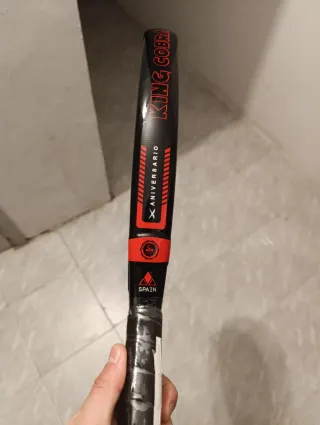 KING COBRA
X ANIVERSARIO
SPAIN